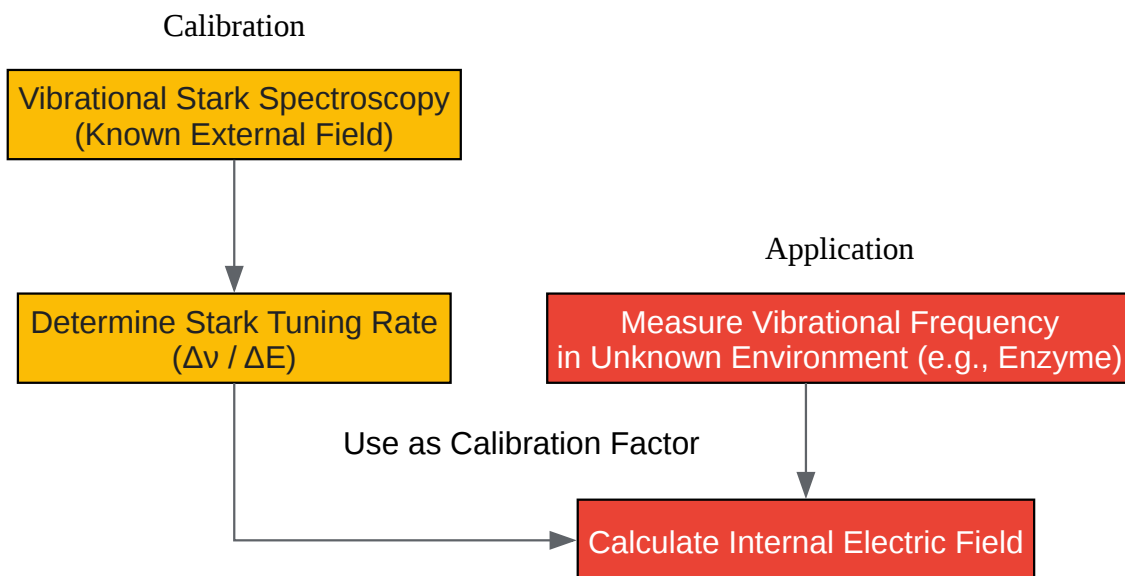 Calibration
Vibrational Stark Spectroscopy
(Known External Field)
Determine Stark Tuning Rate
(Δν / ΔE)
Application
Measure Vibrational Frequency
in Unknown Environment (e.g., Enzyme)
Use as Calibration Factor
Calculate Internal Electric Field